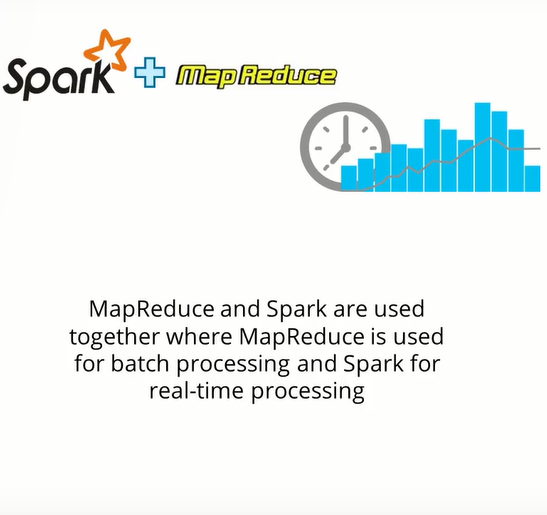 Spark + MapReduce
MapReduce and Spark are used
together where MapReduce is used
for batch processing and Spark for
real-time processing